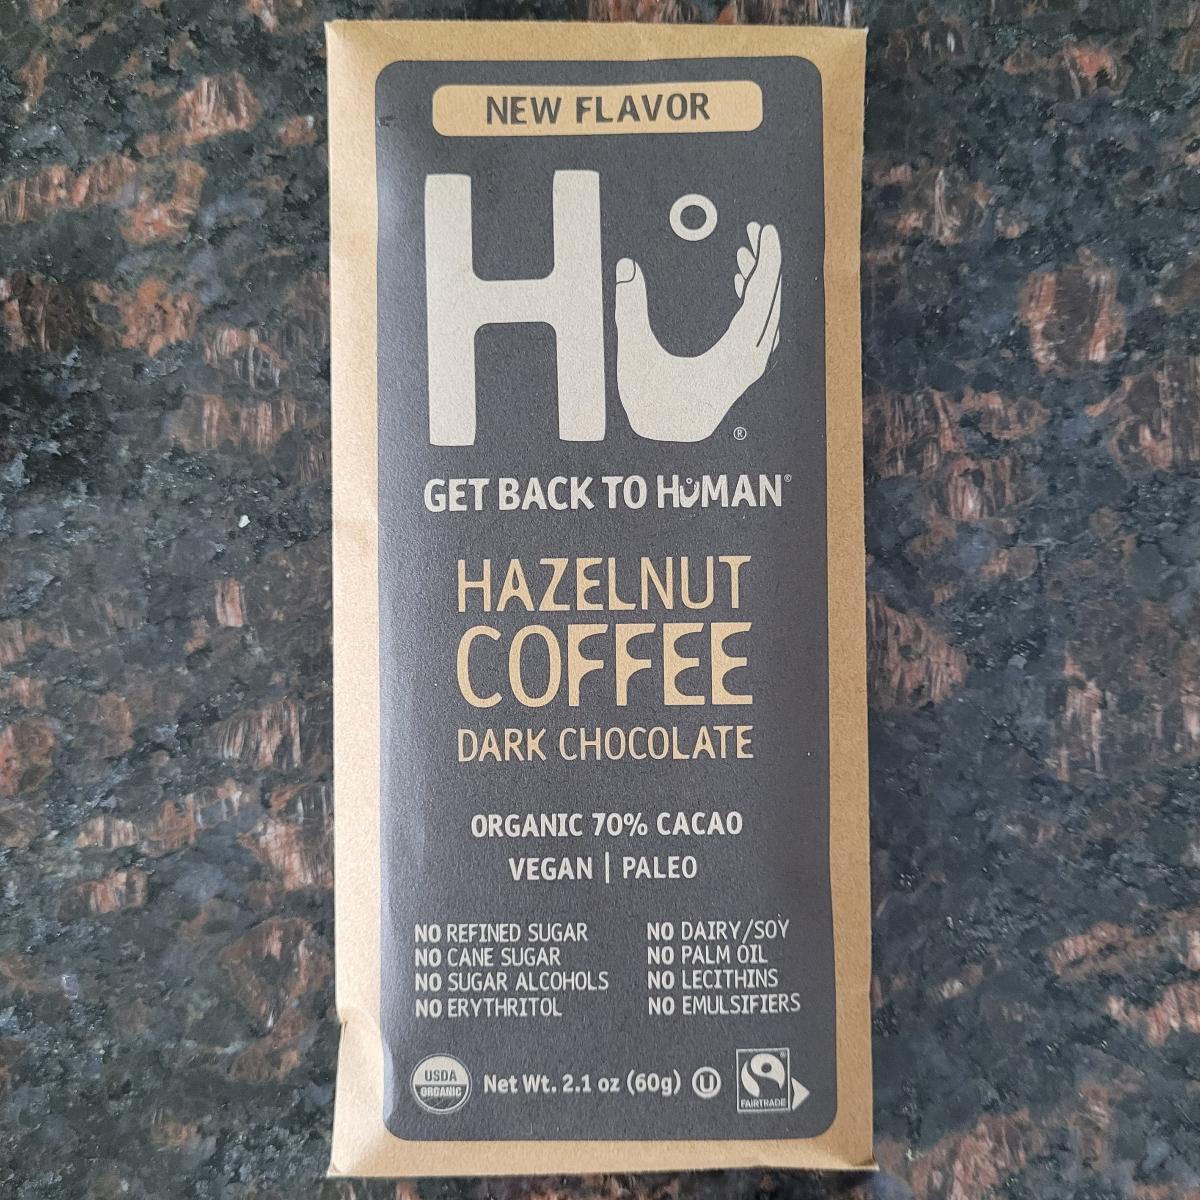 NEW FLAVOR
Hu
®
GET BACK TO HUMAN®
HAZELNUT
COFFEE
DARK CHOCOLATE
ORGANIC 70% CACAO
VEGAN | PALEO
NO REFINED SUGAR
NO CANE SUGAR
NO SUGAR ALCOHOLS
NO ERYTHRITOL
NO DAIRY/SOY
NO PALM OIL
NO LECITHINS
NO EMULSIFIERS
USDA
ORGANIC
Net Wt. 2.1 oz (60g)
U
FAIRTRADE
®